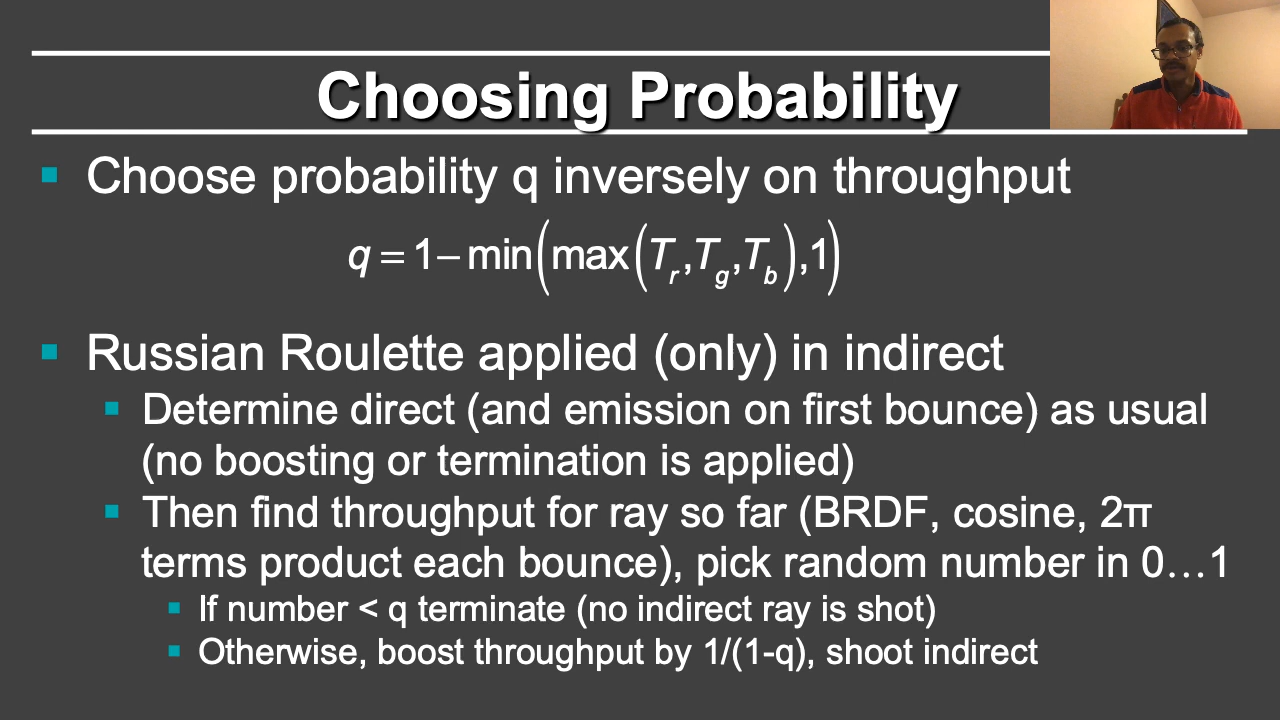 Choosing Probability
Choose probability q inversely on throughput
q = 1– min(max(T_r,T_g,T_b),1)
Russian Roulette applied (only) in indirect
Determine direct (and emission on first bounce) as usual
(no boosting or termination is applied)
Then find throughput for ray so far (BRDF, cosine, 2π
terms product each bounce), pick random number in 0…1
If number < q terminate (no indirect ray is shot)
Otherwise, boost throughput by 1/(1-q), shoot indirect